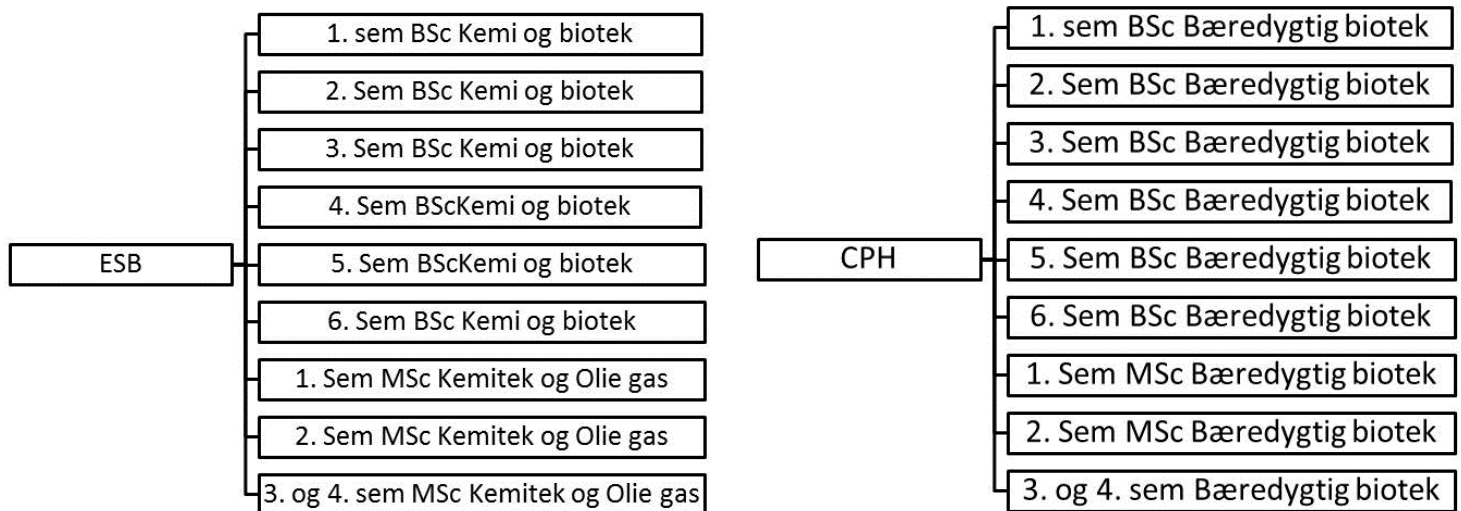 ESB
1. sem BSc Kemi og biotek
2. Sem BSc Kemi og biotek
3. Sem BSc Kemi og biotek
4. Sem BScKemi og biotek
5. Sem BScKemi og biotek
6. Sem BSc Kemi og biotek
1. Sem MSc Kemitek og Olie gas
2. Sem MSc Kemitek og Olie gas
3. og 4. sem MSc Kemitek og Olie gas
CPH
1. sem BSc Bæredygtig biotek
2. Sem BSc Bæredygtig biotek
3. Sem BSc Bæredygtig biotek
4. Sem BSc Bæredygtig biotek
5. Sem BSc Bæredygtig biotek
6. Sem BSc Bæredygtig biotek
1. Sem MSc Bæredygtig biotek
2. Sem MSc Bæredygtig biotek
3. og 4. sem Bæredygtig biotek